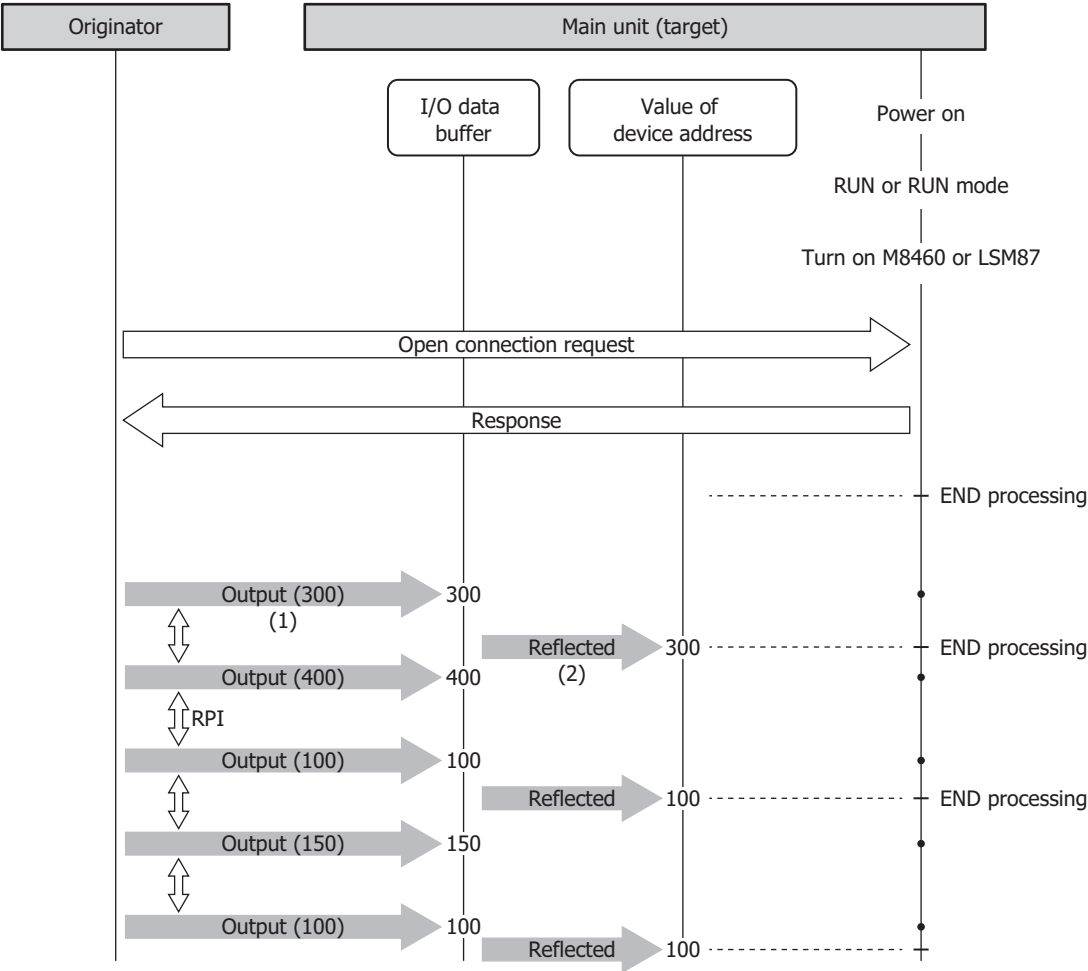 Originator
Main unit (target)
I/O data
buffer
Value of
device address
Power on
RUN or RUN mode
Turn on M8460 or LSM87
Open connection request
Response
END processing
Output (300)
300
(1)
Reflected
300
END processing
(2)
Output (400)
400
RPI
Output (100)
100
Reflected
100
END processing
Output (150)
150
Output (100)
100
Reflected
100